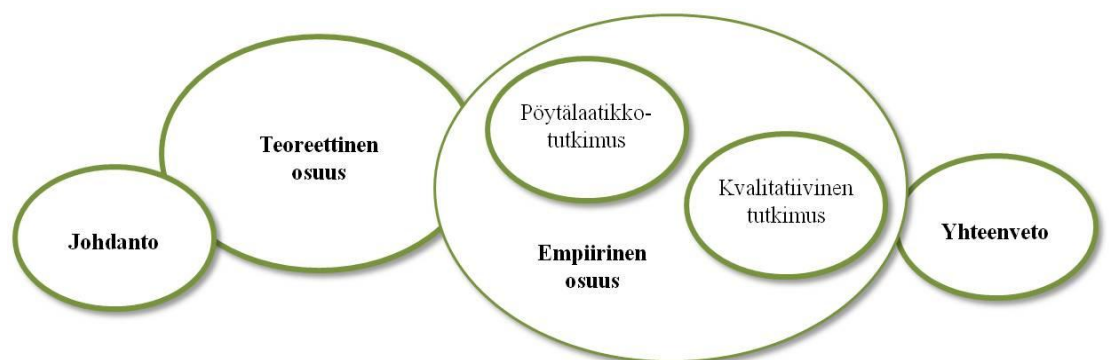 Johdanto
Teoreettinen
osuus
Pöytälaatikko-
tutkimus
Kvalitatiivinen
tutkimus
Empiirinen
osuus
Yhteenveto